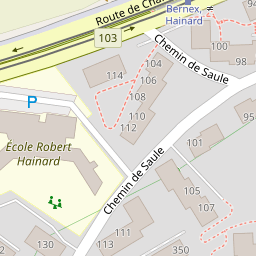 Route de Cha
Bernex,
Hainard
103
Chemin de Saule
114
104
106
108
110
112
100
94
98
95
P
École Robert
Hainard
Chemin de Saule
105
107
130
111
350